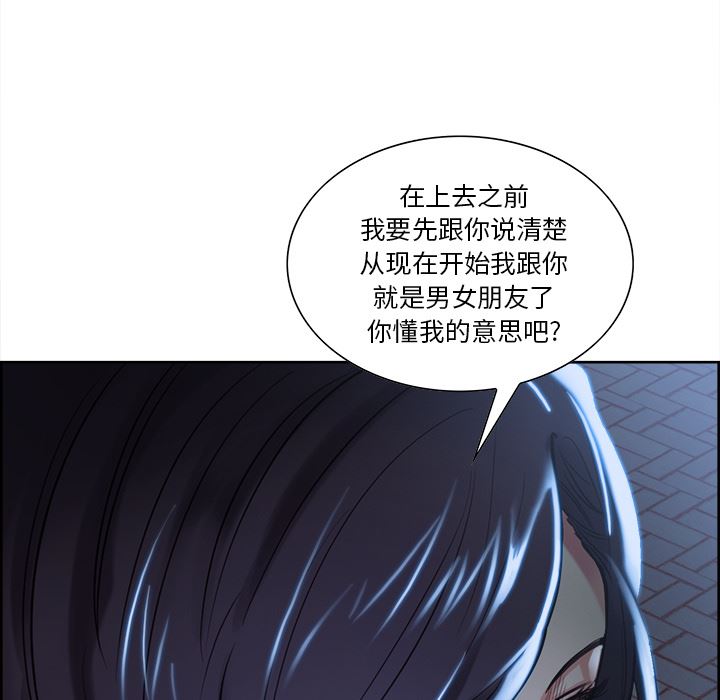 在上去之前
我要先跟你说清楚
从现在开始我跟你
就是男女朋友了
你懂我的意思吧?